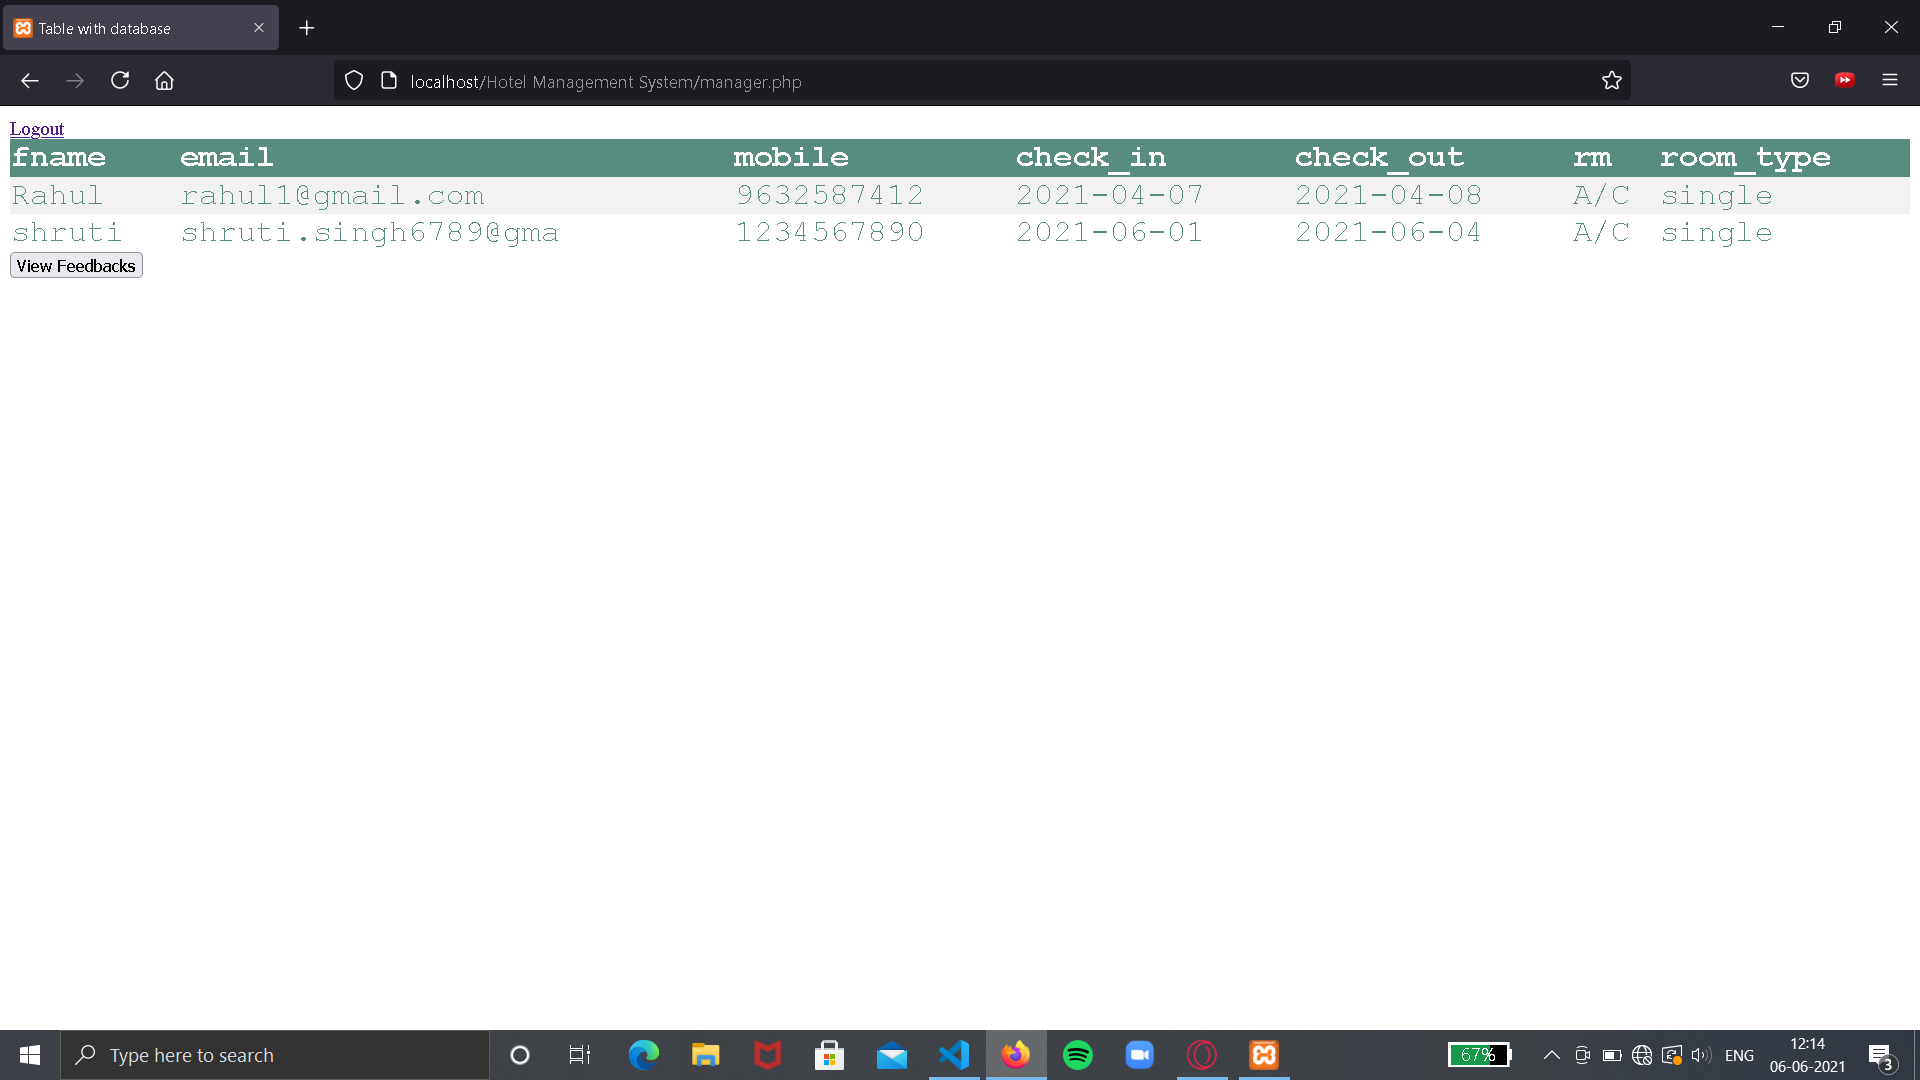 Table with database
localhost/Hotel Management System/manager.php
Logout
fname email mobile check_in check_out rm room_type
Rahul rahul1@gmail.com 9632587412 2021-04-07 2021-04-08 A/C single
shruti shruti.singh6789@gma 1234567890 2021-06-01 2021-06-04 A/C single
View Feedbacks
Type here to search
67%
ENG
12:14
06-06-2021
3